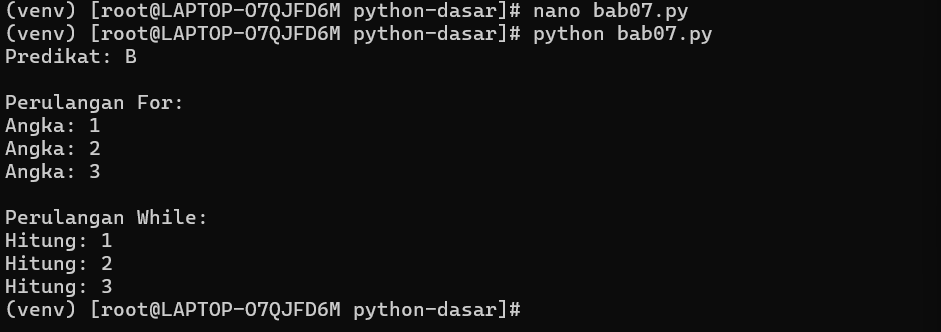 (venv) [root@LAPTOP-O7QJFD6M python-dasar]# nano bab07.py
(venv) [root@LAPTOP-O7QJFD6M python-dasar]# python bab07.py
Predikat: B
Perulangan For:
Angka: 1
Angka: 2
Angka: 3
Perulangan While:
Hitung: 1
Hitung: 2
Hitung: 3
(venv) [root@LAPTOP-O7QJFD6M python-dasar]#